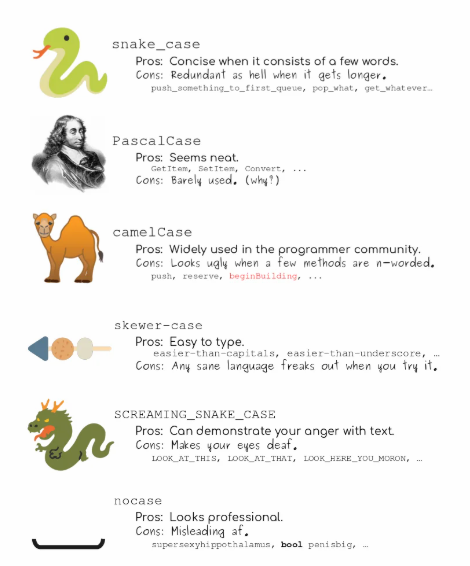 snake_case
Pros: Concise when it consists of a few words.
Cons: Redundant as hell when it gets longer.
push_something_to_first_queue, pop_what, get_whatever…
PascalCase
Pros: Seems neat.
GetItem, SetItem, Convert, ...
Cons: Barely used. (why?)
camelCase
Pros: Widely used in the programmer community.
Cons: Looks ugly when a few methods are n-worded.
push, reserve, beginBuilding, ...
skewer-case
Pros: Easy to type.
easier-than-capitals, easier-than-underscore, …
Cons: Any sane language freaks out when you try it.
SCREAMING_SNAKE_CASE
Pros: Can demonstrate your anger with text.
Cons: Makes your eyes deaf.
LOOK_AT_THIS, LOOK_AT_THAT, LOOK_HERE_YOU_MORON, …
nocase
Pros: Looks professional.
Cons: Misleading af.
supersexyhippothalamus, bool penisbig, …